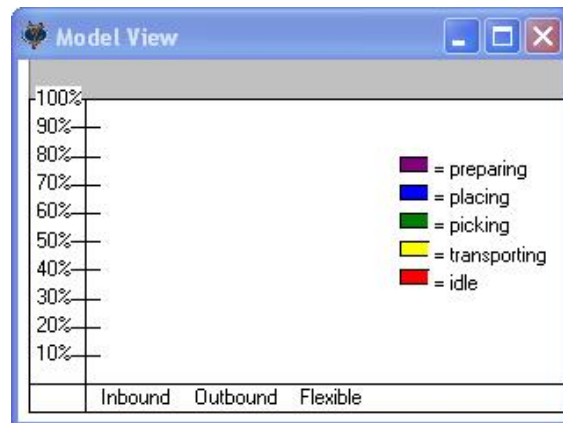 Model View
100%
90%
80%
70%
60%
50%
40%
30%
20%
10%
= preparing
= placing
= picking
= transporting
= idle
Inbound Outbound Flexible